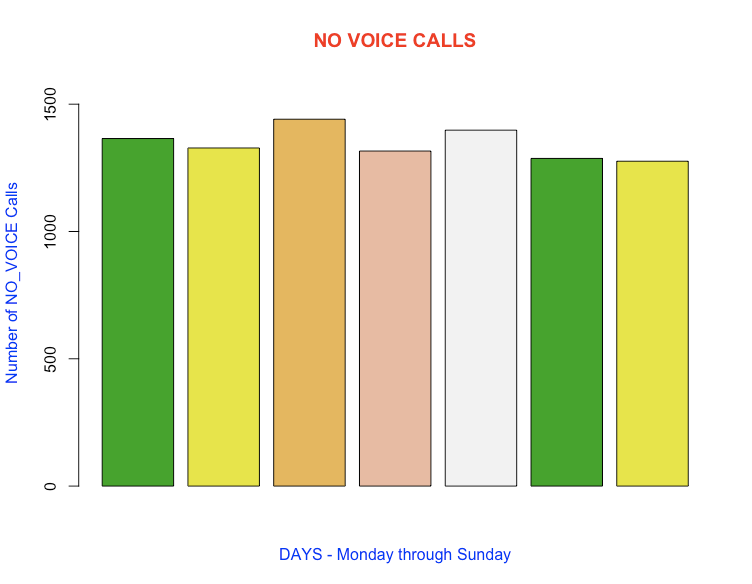 NO VOICE CALLS
Number of NO_VOICE Calls
1500
1000
500
0
DAYS - Monday through Sunday